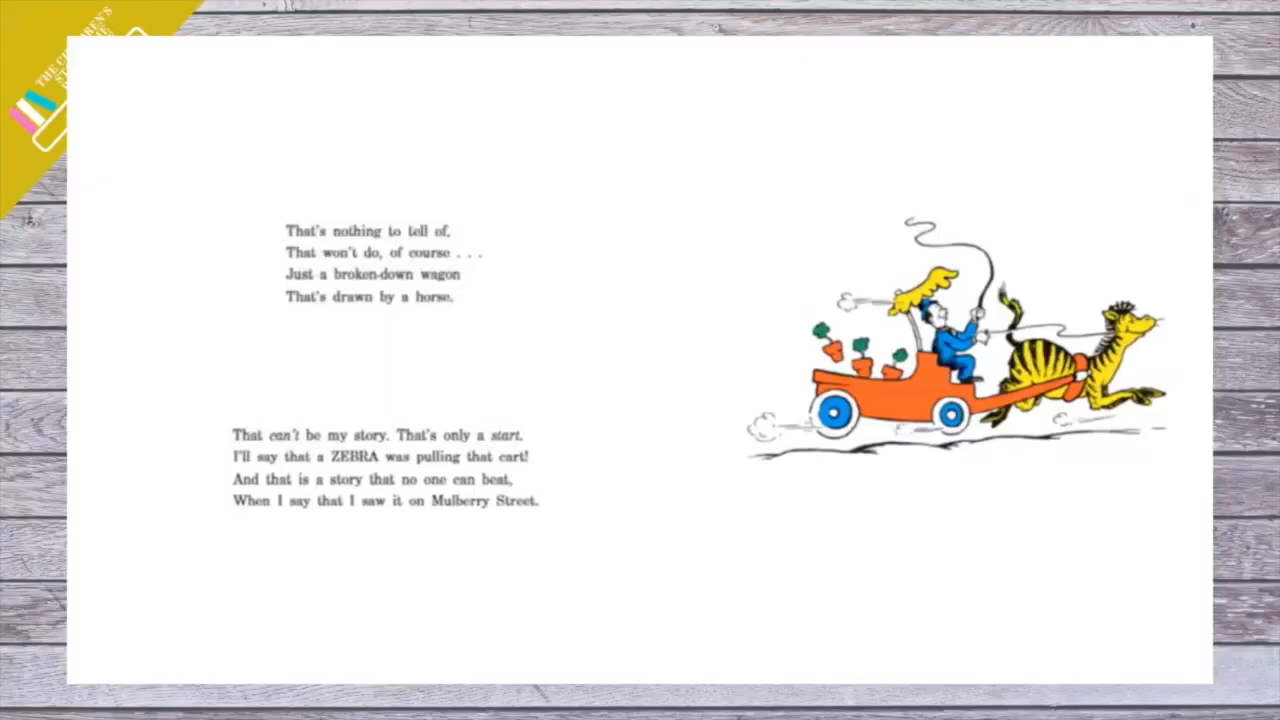 THE CHILDREN'S
That's nothing to tell of,
That won't do, of course . . .
Just a broken-down wagon
That's drawn by a horse.
That can't be my story. That's only a start.
I'll say that a ZEBRA was pulling that cart!
And that is a story that no one can beat,
When I say that I saw it on Mulberry Street.